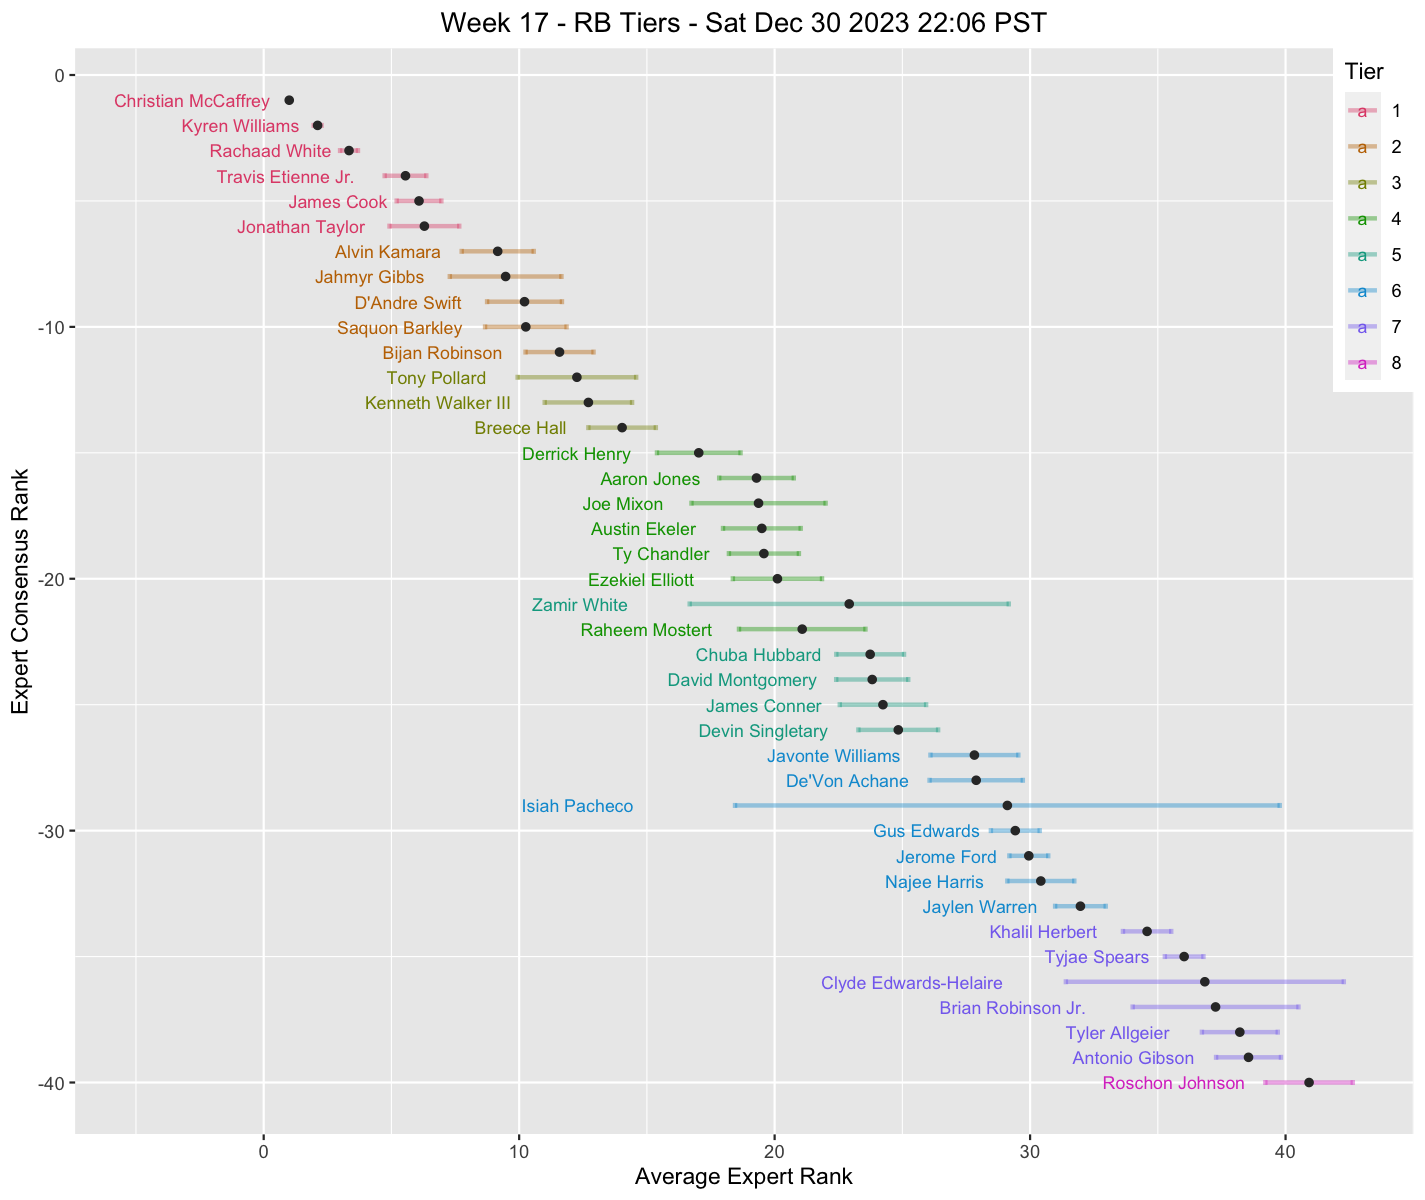 Week 17 - RB Tiers - Sat Dec 30 2023 22:06 PST
Tier
a 1
a 2
a 3
a 4
a 5
a 6
a 7
a 8
Expert Consensus Rank
0
-10
-20
-30
-40
Christian McCaffrey
Kyren Williams
Rachaad White
Travis Etienne Jr.
James Cook
Jonathan Taylor
Alvin Kamara
Jahmyr Gibbs
D'Andre Swift
Saquon Barkley
Bijan Robinson
Tony Pollard
Kenneth Walker III
Breece Hall
Derrick Henry
Aaron Jones
Joe Mixon
Austin Ekeler
Ty Chandler
Ezekiel Elliott
Zamir White
Raheem Mostert
Chuba Hubbard
David Montgomery
James Conner
Devin Singletary
Javonte Williams
De'Von Achane
Isiah Pacheco
Gus Edwards
Jerome Ford
Najee Harris
Jaylen Warren
Khalil Herbert
Tyjae Spears
Clyde Edwards-Helaire
Brian Robinson Jr.
Tyler Allgeier
Antonio Gibson
Roschon Johnson
0 10 20 30 40
Average Expert Rank